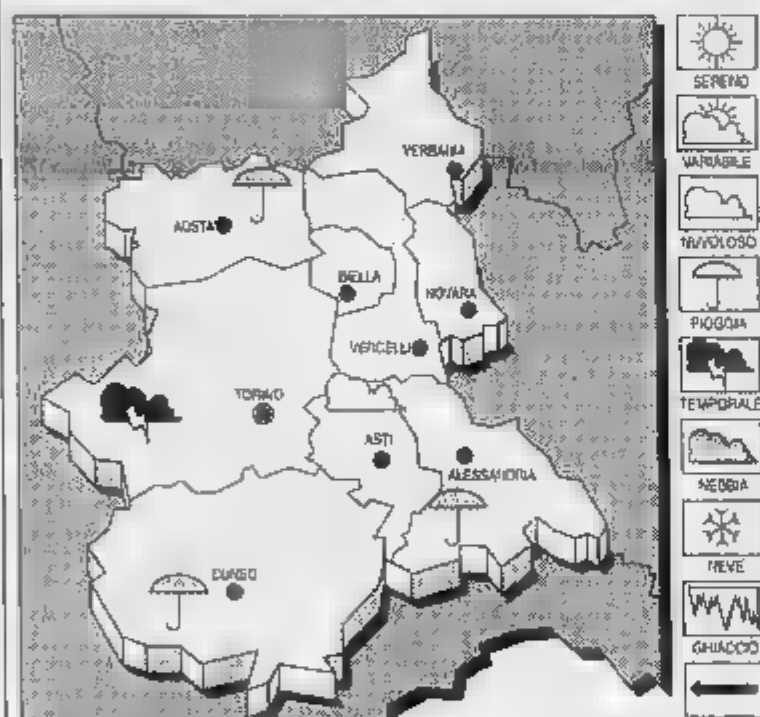 SERENO
VERBANIA
VARIABILE
AOSTA
NUVOLOSO
BIELLA
NOVARA
PIOGGIA
VERCELLI
TORINO
TEMPORALE
ASTI
ALESSANDRIA
NEBBIA
NEVE
CUNEO
GHIACCIO